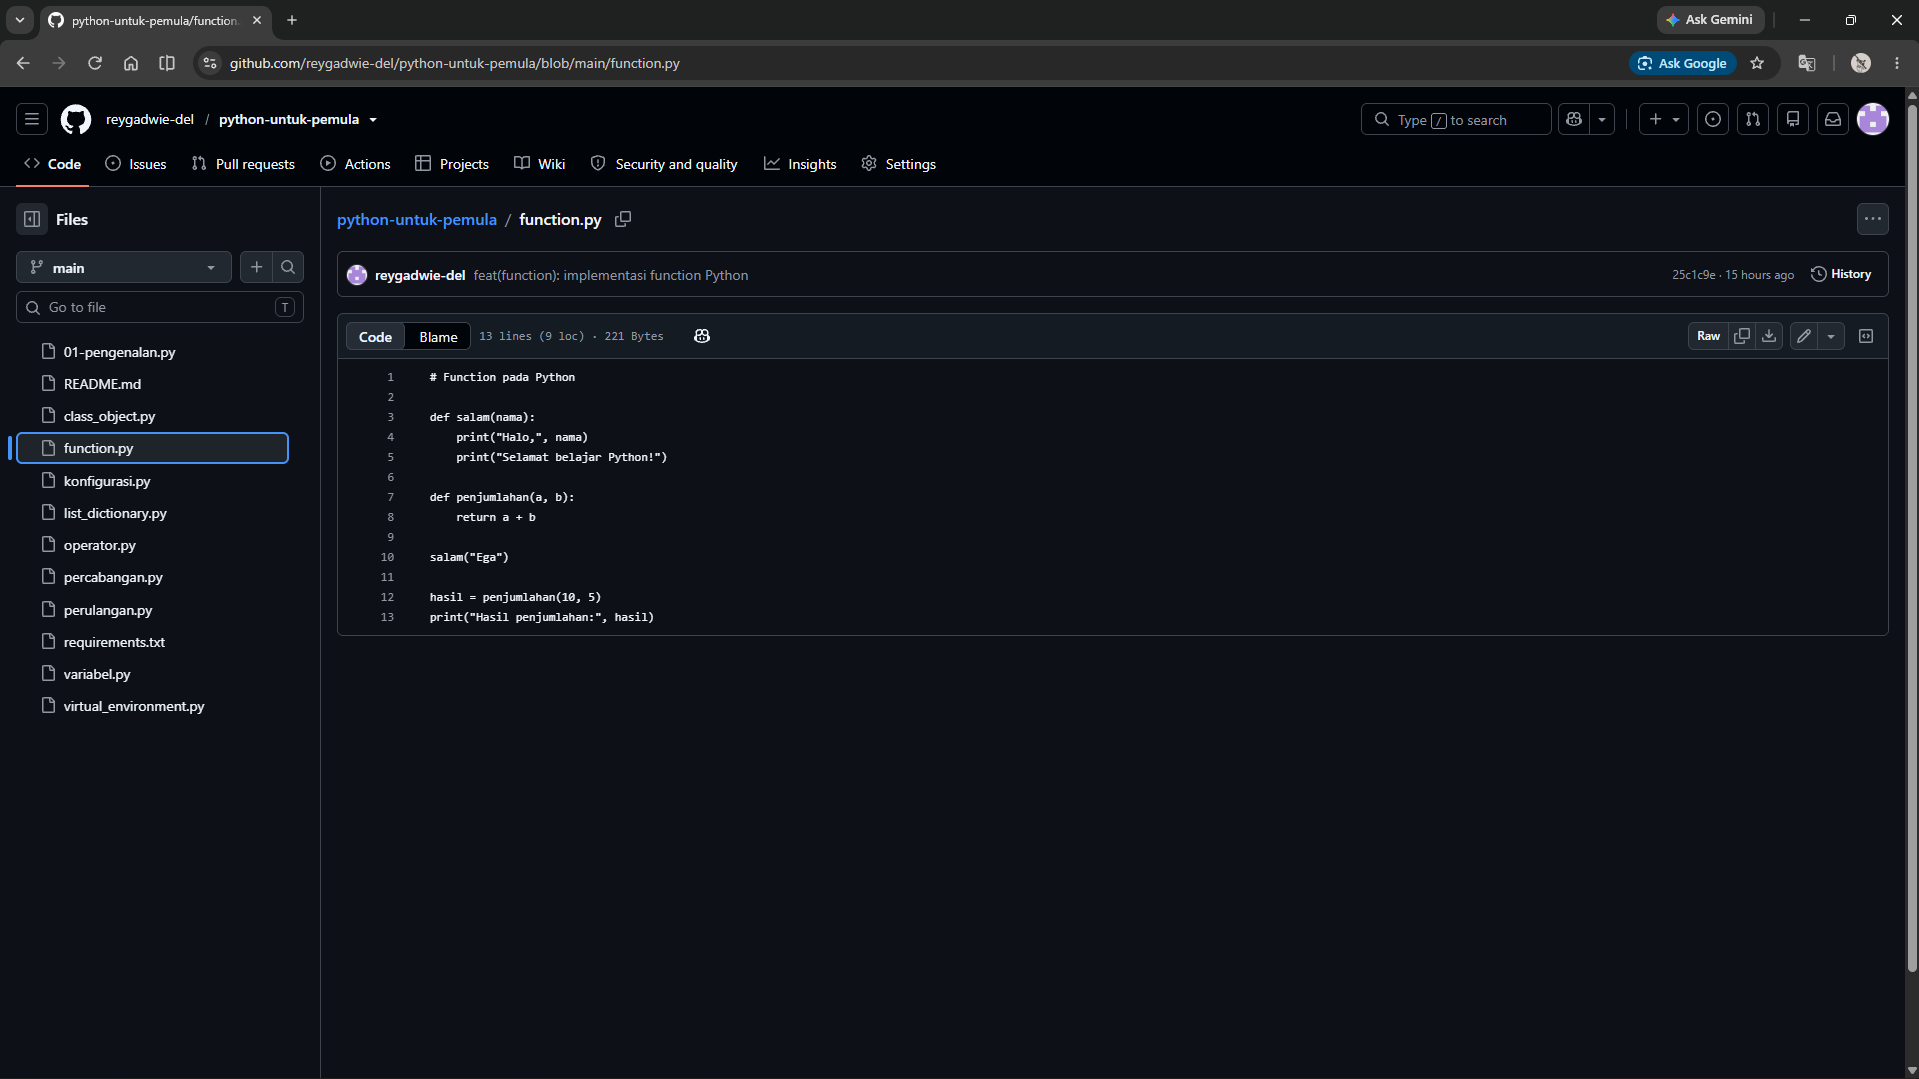 python-untuk-pemula/function.
Ask Gemini
github.com/reygadwie-del/python-untuk-pemula/blob/main/function.py
Ask Google
reygadwie-del / python-untuk-pemula
Type / to search
Code
Issues
Pull requests
Actions
Projects
Wiki
Security and quality
Insights
Settings
Files
main
Go to file
T
01-pengenalan.py
README.md
class_object.py
function.py
konfigurasi.py
list_dictionary.py
operator.py
percabangan.py
perulangan.py
requirements.txt
variabel.py
virtual_environment.py
python-untuk-pemula / function.py
reygadwie-del feat(function): implementasi function Python
25c1c9e · 15 hours ago
History
Code
Blame
13 lines (9 loc) · 221 Bytes
Raw
1 # Function pada Python
2
3 def salam(nama):
4 print("Halo,", nama)
5 print("Selamat belajar Python!")
6
7 def penjumlahan(a, b):
8 return a + b
9
10 salam("Ega")
11
12 hasil = penjumlahan(10, 5)
13 print("Hasil penjumlahan:", hasil)